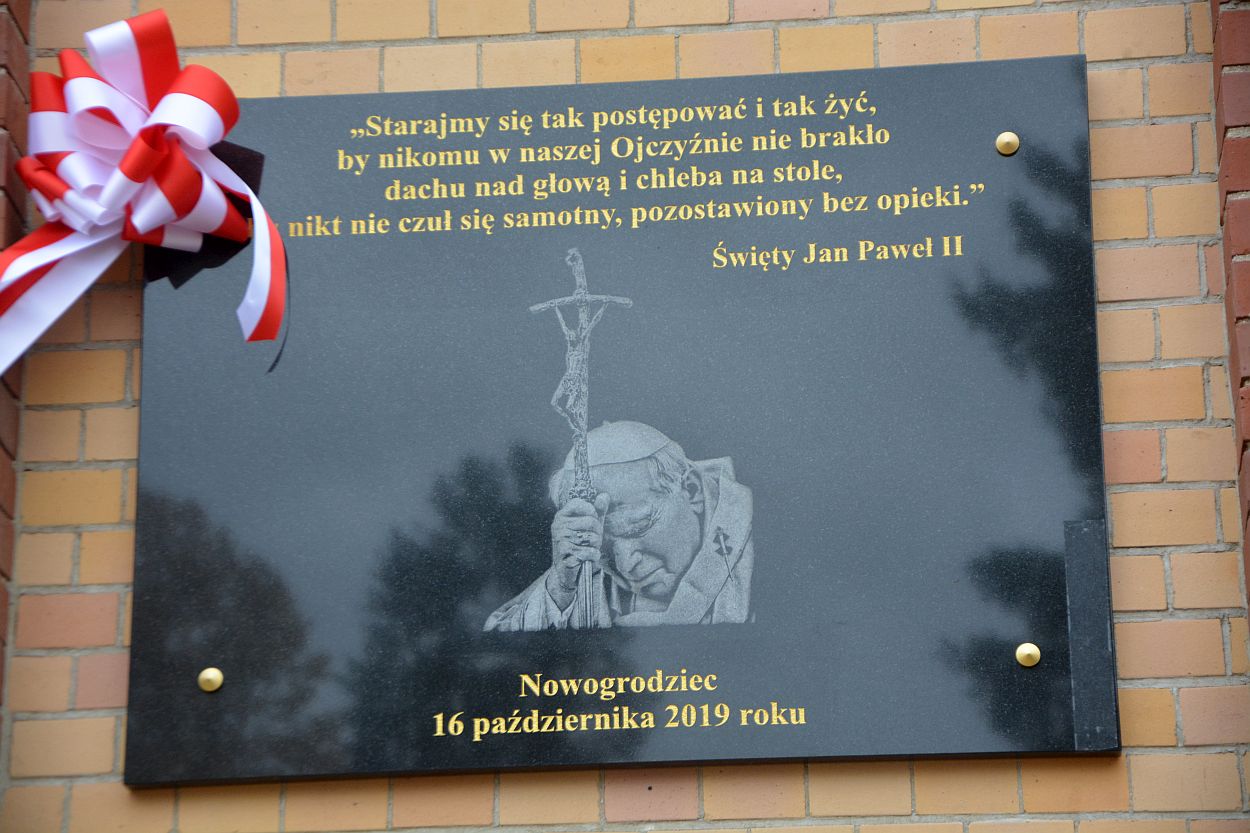 „Starajmy się tak postępować i tak żyć,
by nikomu w naszej Ojczyźnie nie brakło
dachu nad głową i chleba na stole,
nikt nie czuł się samotny, pozostawiony bez opieki.”
Święty Jan Paweł II
Nowogrodziec
16 października 2019 roku